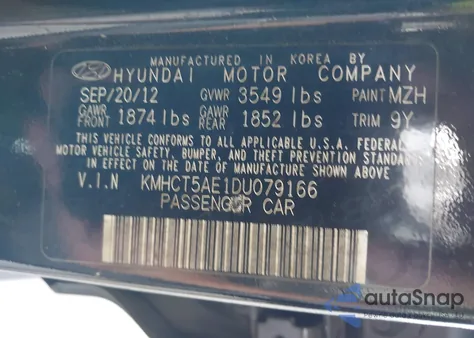 MANUFACTURED IN KOREA BY
HYUNDAI MOTOR COMPANY
SEP/20/12 GVWR 3549 lbs PAINT MZH
GAWR FRONT 1874 lbs GAWR REAR 1852 lbs TRIM 9Y
THIS VEHICLE CONFORMS TO ALL APPLICABLE U.S.A. FEDERAL
MOTOR VEHICLE SAFETY, BUMPER, AND THEFT PREVENTION STANDARDS
IN EFFECT ON THE DATE OF MANUFACTURE SHOWN ABOVE.
V.I.N KMHCT5AE1DU079166
PASSENGER CAR
autaSnap